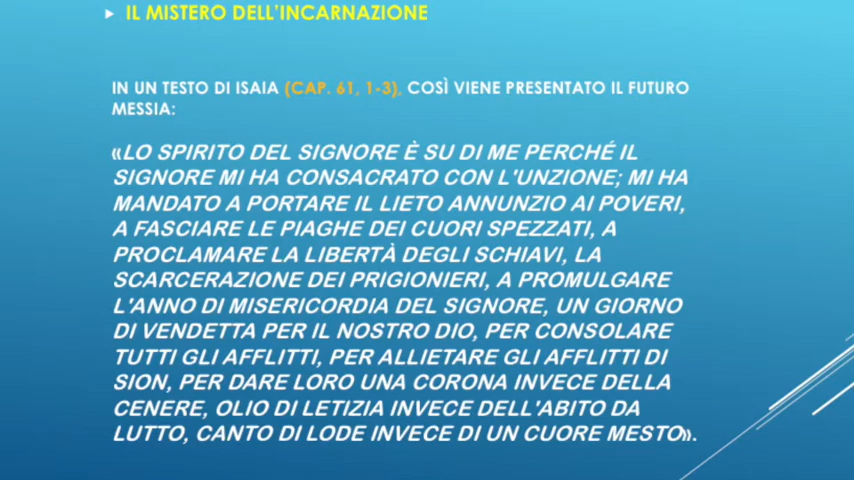 IL MISTERO DELL'INCARNAZIONE
IN UN TESTO DI ISAIA (CAP. 61, 1-3), COSÌ VIENE PRESENTATO IL FUTURO
MESSIA:
«LO SPIRITO DEL SIGNORE È SU DI ME PERCHÉ IL
SIGNORE MI HA CONSACRATO CON L'UNZIONE; MI HA
MANDATO A PORTARE IL LIETO ANNUNZIO AI POVERI,
A FASCIARE LE PIAGHE DEI CUORI SPEZZATI, A
PROCLAMARE LA LIBERTÀ DEGLI SCHIAVI, LA
SCARCERAZIONE DEI PRIGIONIERI, A PROMULGARE
L'ANNO DI MISERICORDIA DEL SIGNORE, UN GIORNO
DI VENDETTA PER IL NOSTRO DIO, PER CONSOLARE
TUTTI GLI AFFLITTI, PER ALLIETARE GLI AFFLITTI DI
SION, PER DARE LORO UNA CORONA INVECE DELLA
CENERE, OLIO DI LETIZIA INVECE DELL'ABITO DA
LUTTO, CANTO DI LODE INVECE DI UN CUORE MESTO».